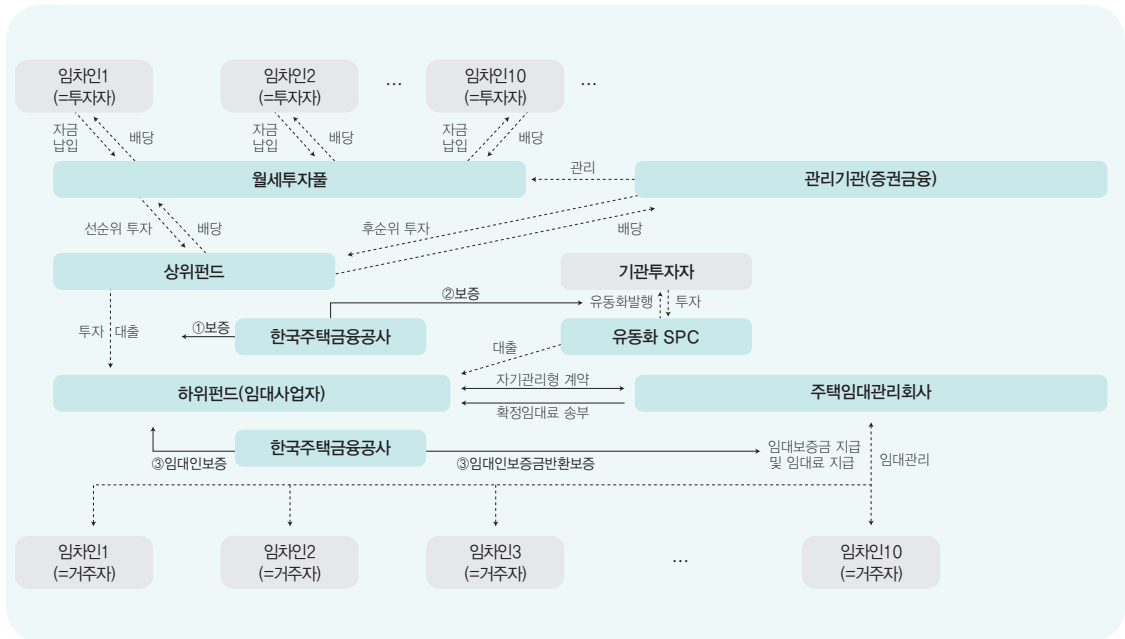 임차인1
(=투자자)
임차인2
(=투자자)
…
임차인10
(=투자자)
…
자금
납입
배당
자금
납입
배당
자금
납입
배당
월세투자풀
관리
관리기관(증권금융)
선순위 투자
배당
후순위 투자
배당
상위펀드
기관투자자
②보증
유동화발행
투자
투자
대출
①보증
한국주택금융공사
유동화 SPC
대출
하위펀드(임대사업자)
자기관리형 계약
확정임대료 송부
주택임대관리회사
한국주택금융공사
③임대인보증
③임대인보증금반환보증
임대보증금 지급
및 임대료 지급
임대관리
임차인1
(=거주자)
임차인2
(=거주자)
임차인3
(=거주자)
…
임차인10
(=거주자)